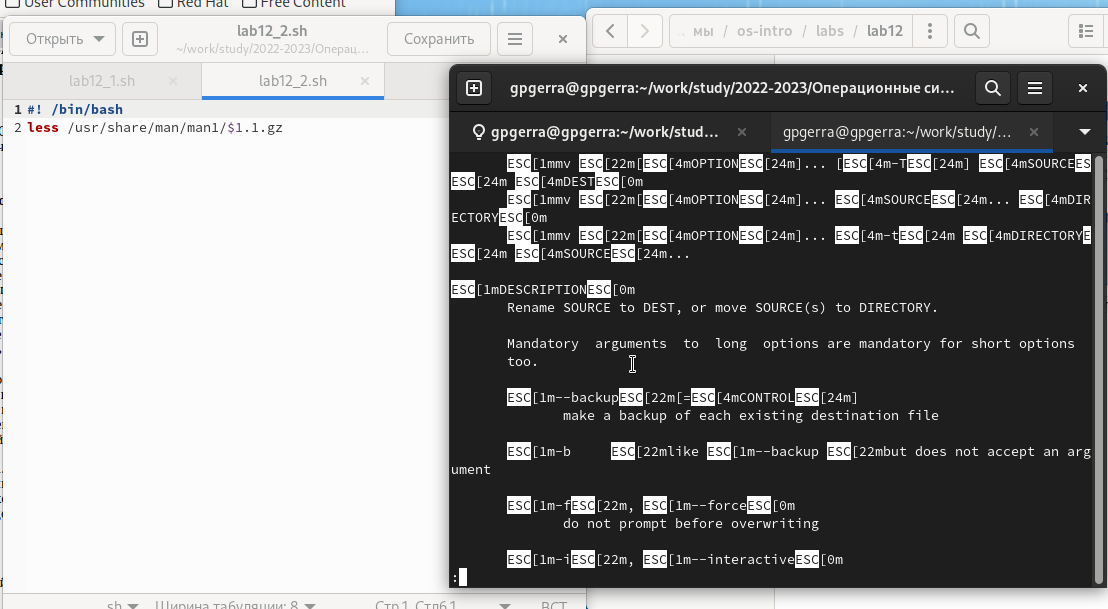 User Communities
Red Hat
Free Content
Открыть
lab12_2.sh
~/work/study/2022-2023/Операц...
Сохранить
lab12_1.sh
lab12_2.sh
1 #! /bin/bash
2 less /usr/share/man/man1/$1.1.gz
sh
Ширина табуляции: 8
Стр 1, Стлб 1
ВСТ
мы / os-intro / labs / lab12
gpgerra@gpgerra:~/work/study/2022-2023/Операционные си...
gpgerra@gpgerra:~/work/stud...
gpgerra@gpgerra:~/work/study/...
ESC[1mmv ESC[22m[ESC[4mOPTIONESC[24m]... [ESC[4m-TESC[24m] ESC[4mSOURCEES
ESC[24m ESC[4mDESTESC[0m
ESC[1mmv ESC[22m[ESC[4mOPTIONESC[24m]... ESC[4mSOURCEESC[24m... ESC[4mDIR
ECTORYESC[0m
ESC[1mmv ESC[22m[ESC[4mOPTIONESC[24m]... ESC[4m-tESC[24m ESC[4mDIRECTORYE
ESC[24m ESC[4mSOURCEESC[24m...
ESC[1mDESCRIPTIONESC[0m
Rename SOURCE to DEST, or move SOURCE(s) to DIRECTORY.
Mandatory arguments to long options are mandatory for short options
too.
ESC[1m--backupESC[22m[=ESC[4mCONTROLESC[24m]
make a backup of each existing destination file
ESC[1m-b ESC[22mlike ESC[1m--backup ESC[22mbut does not accept an arg
ument
ESC[1m-fESC[22m, ESC[1m--forceESC[0m
do not prompt before overwriting
ESC[1m-iESC[22m, ESC[1m--interactiveESC[0m
: